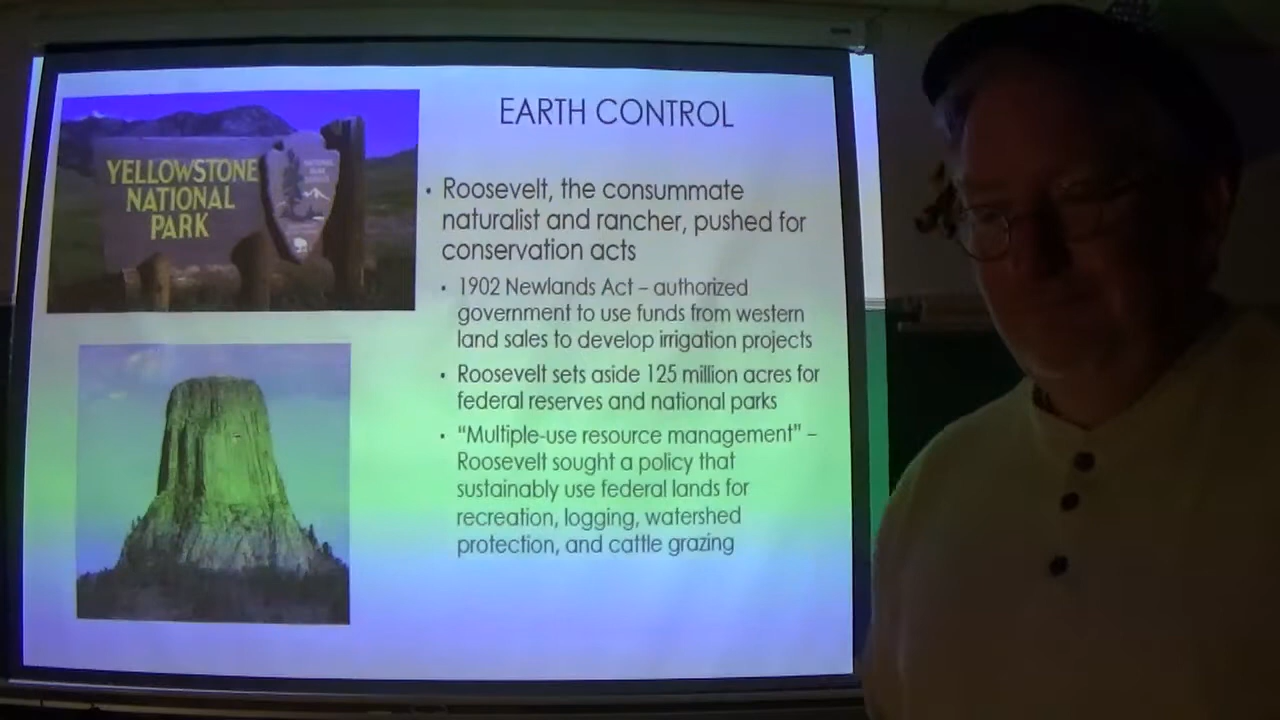 EARTH CONTROL
YELLOWSTONE
NATIONAL
PARK
• Roosevelt, the consummate
naturalist and rancher, pushed for
conservation acts
• 1902 Newlands Act – authorized
government to use funds from western
land sales to develop irrigation projects
• Roosevelt sets aside 125 million acres for
federal reserves and national parks
• “Multiple-use resource management” –
Roosevelt sought a policy that
sustainably use federal lands for
recreation, logging, watershed
protection, and cattle grazing